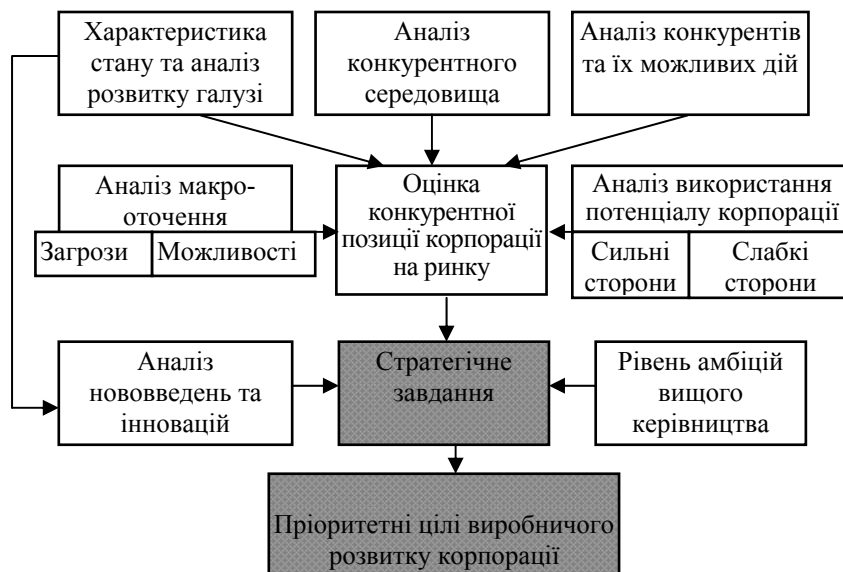 Характеристика
стану та аналіз
розвитку галузі
Аналіз
конкурентного
середовища
Аналіз конкурентів
та їх можливих дій
Аналіз макро-
оточення
Загрози
Можливості
Оцінка
конкурентної
позиції корпорації
на ринку
Аналіз використання
потенціалу корпорації
Сильні
сторони
Слабкі
сторони
Аналіз
нововведень та
інновацій
Стратегічне
завдання
Рівень амбіцій
вищого
керівництва
Пріоритетні цілі виробничого
розвитку корпорації